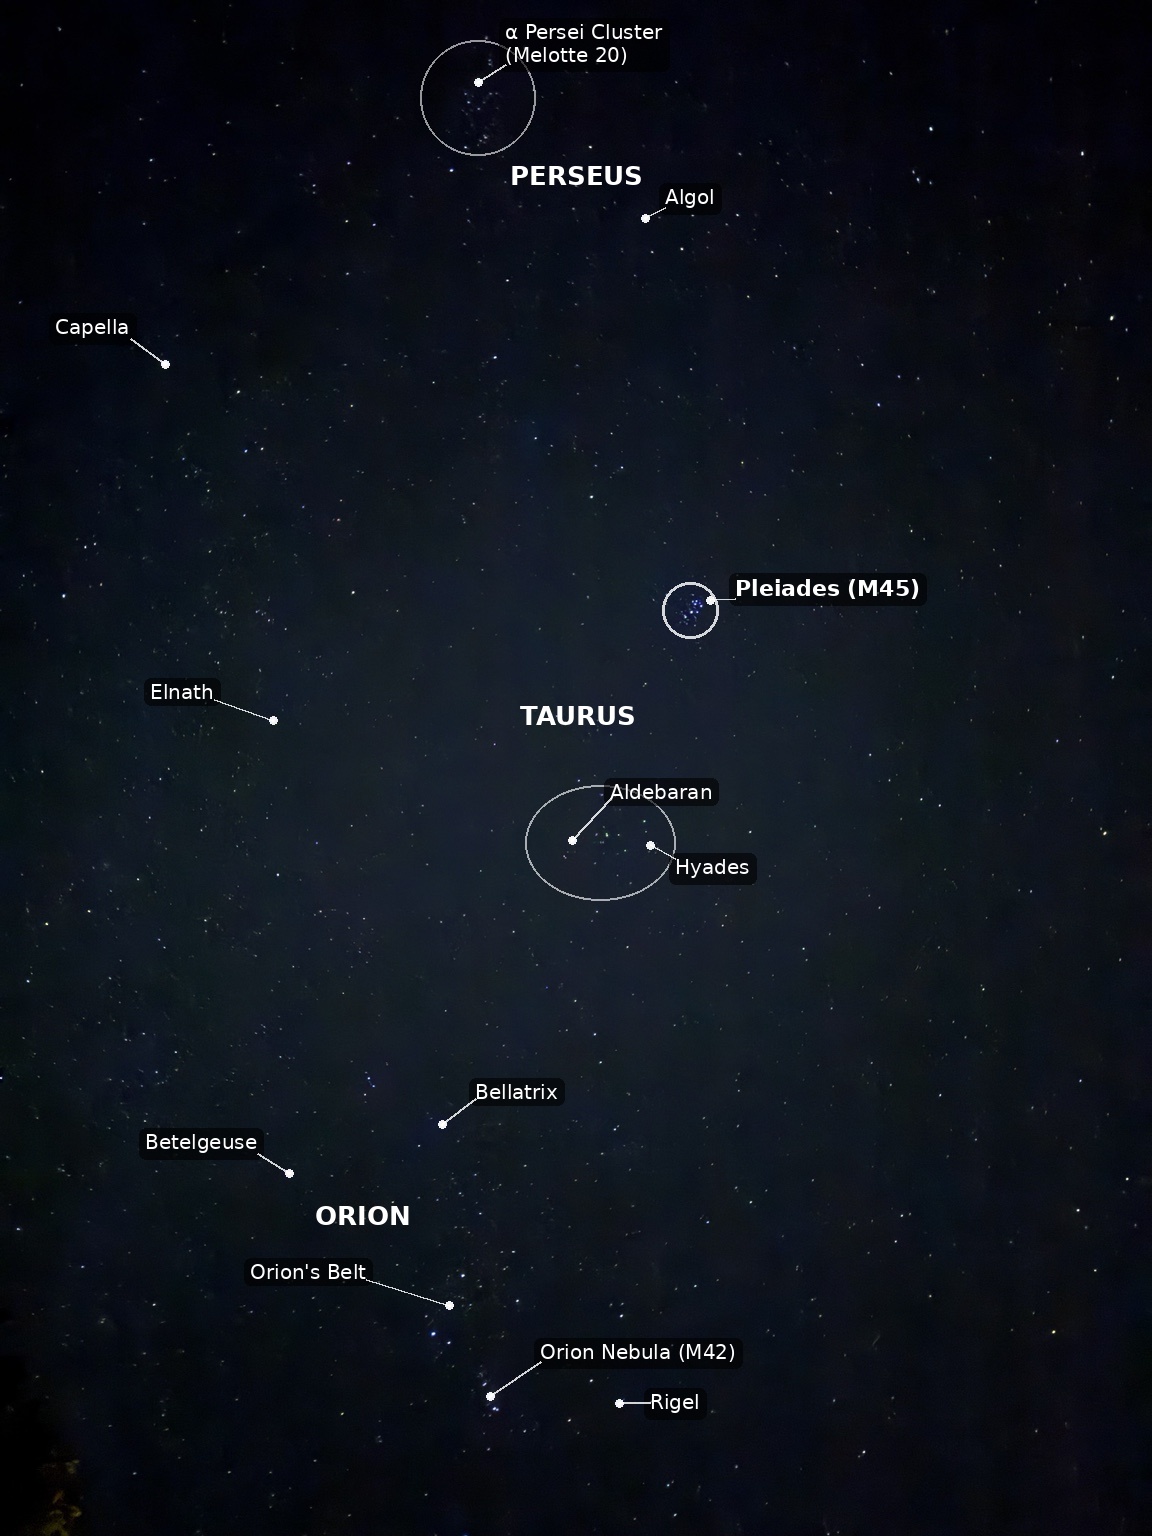 α Persei Cluster
(Melotte 20)
PERSEUS
Algol
Capella
Pleiades (M45)
Elnath
TAURUS
Aldebaran
Hyades
Bellatrix
Betelgeuse
ORION
Orion's Belt
Orion Nebula (M42)
Rigel